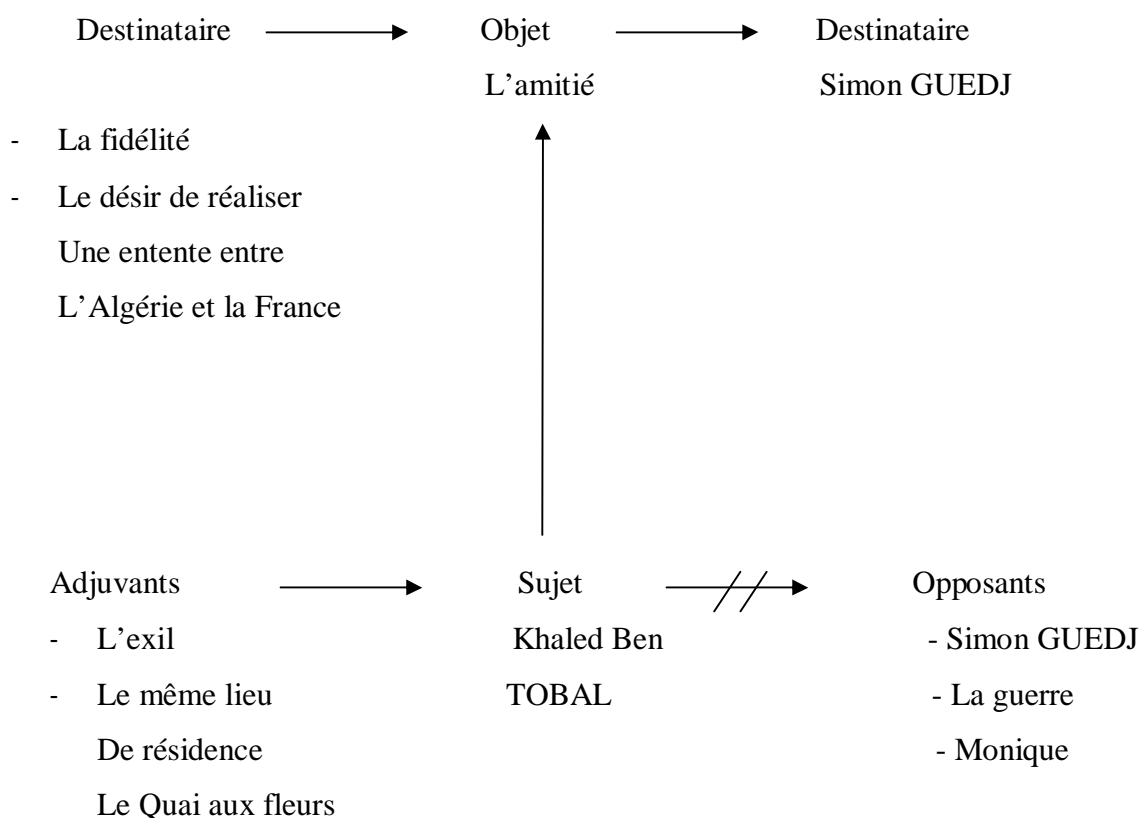 Destinataire Objet Destinataire
L’amitié Simon GUEDJ
- La fidélité
- Le désir de réaliser
Une entente entre
L’Algérie et la France
Adjuvants Sujet Opposants
- L’exil Khaled Ben - Simon GUEDJ
- Le même lieu TOBAL - La guerre
De résidence - Monique
Le Quai aux fleurs